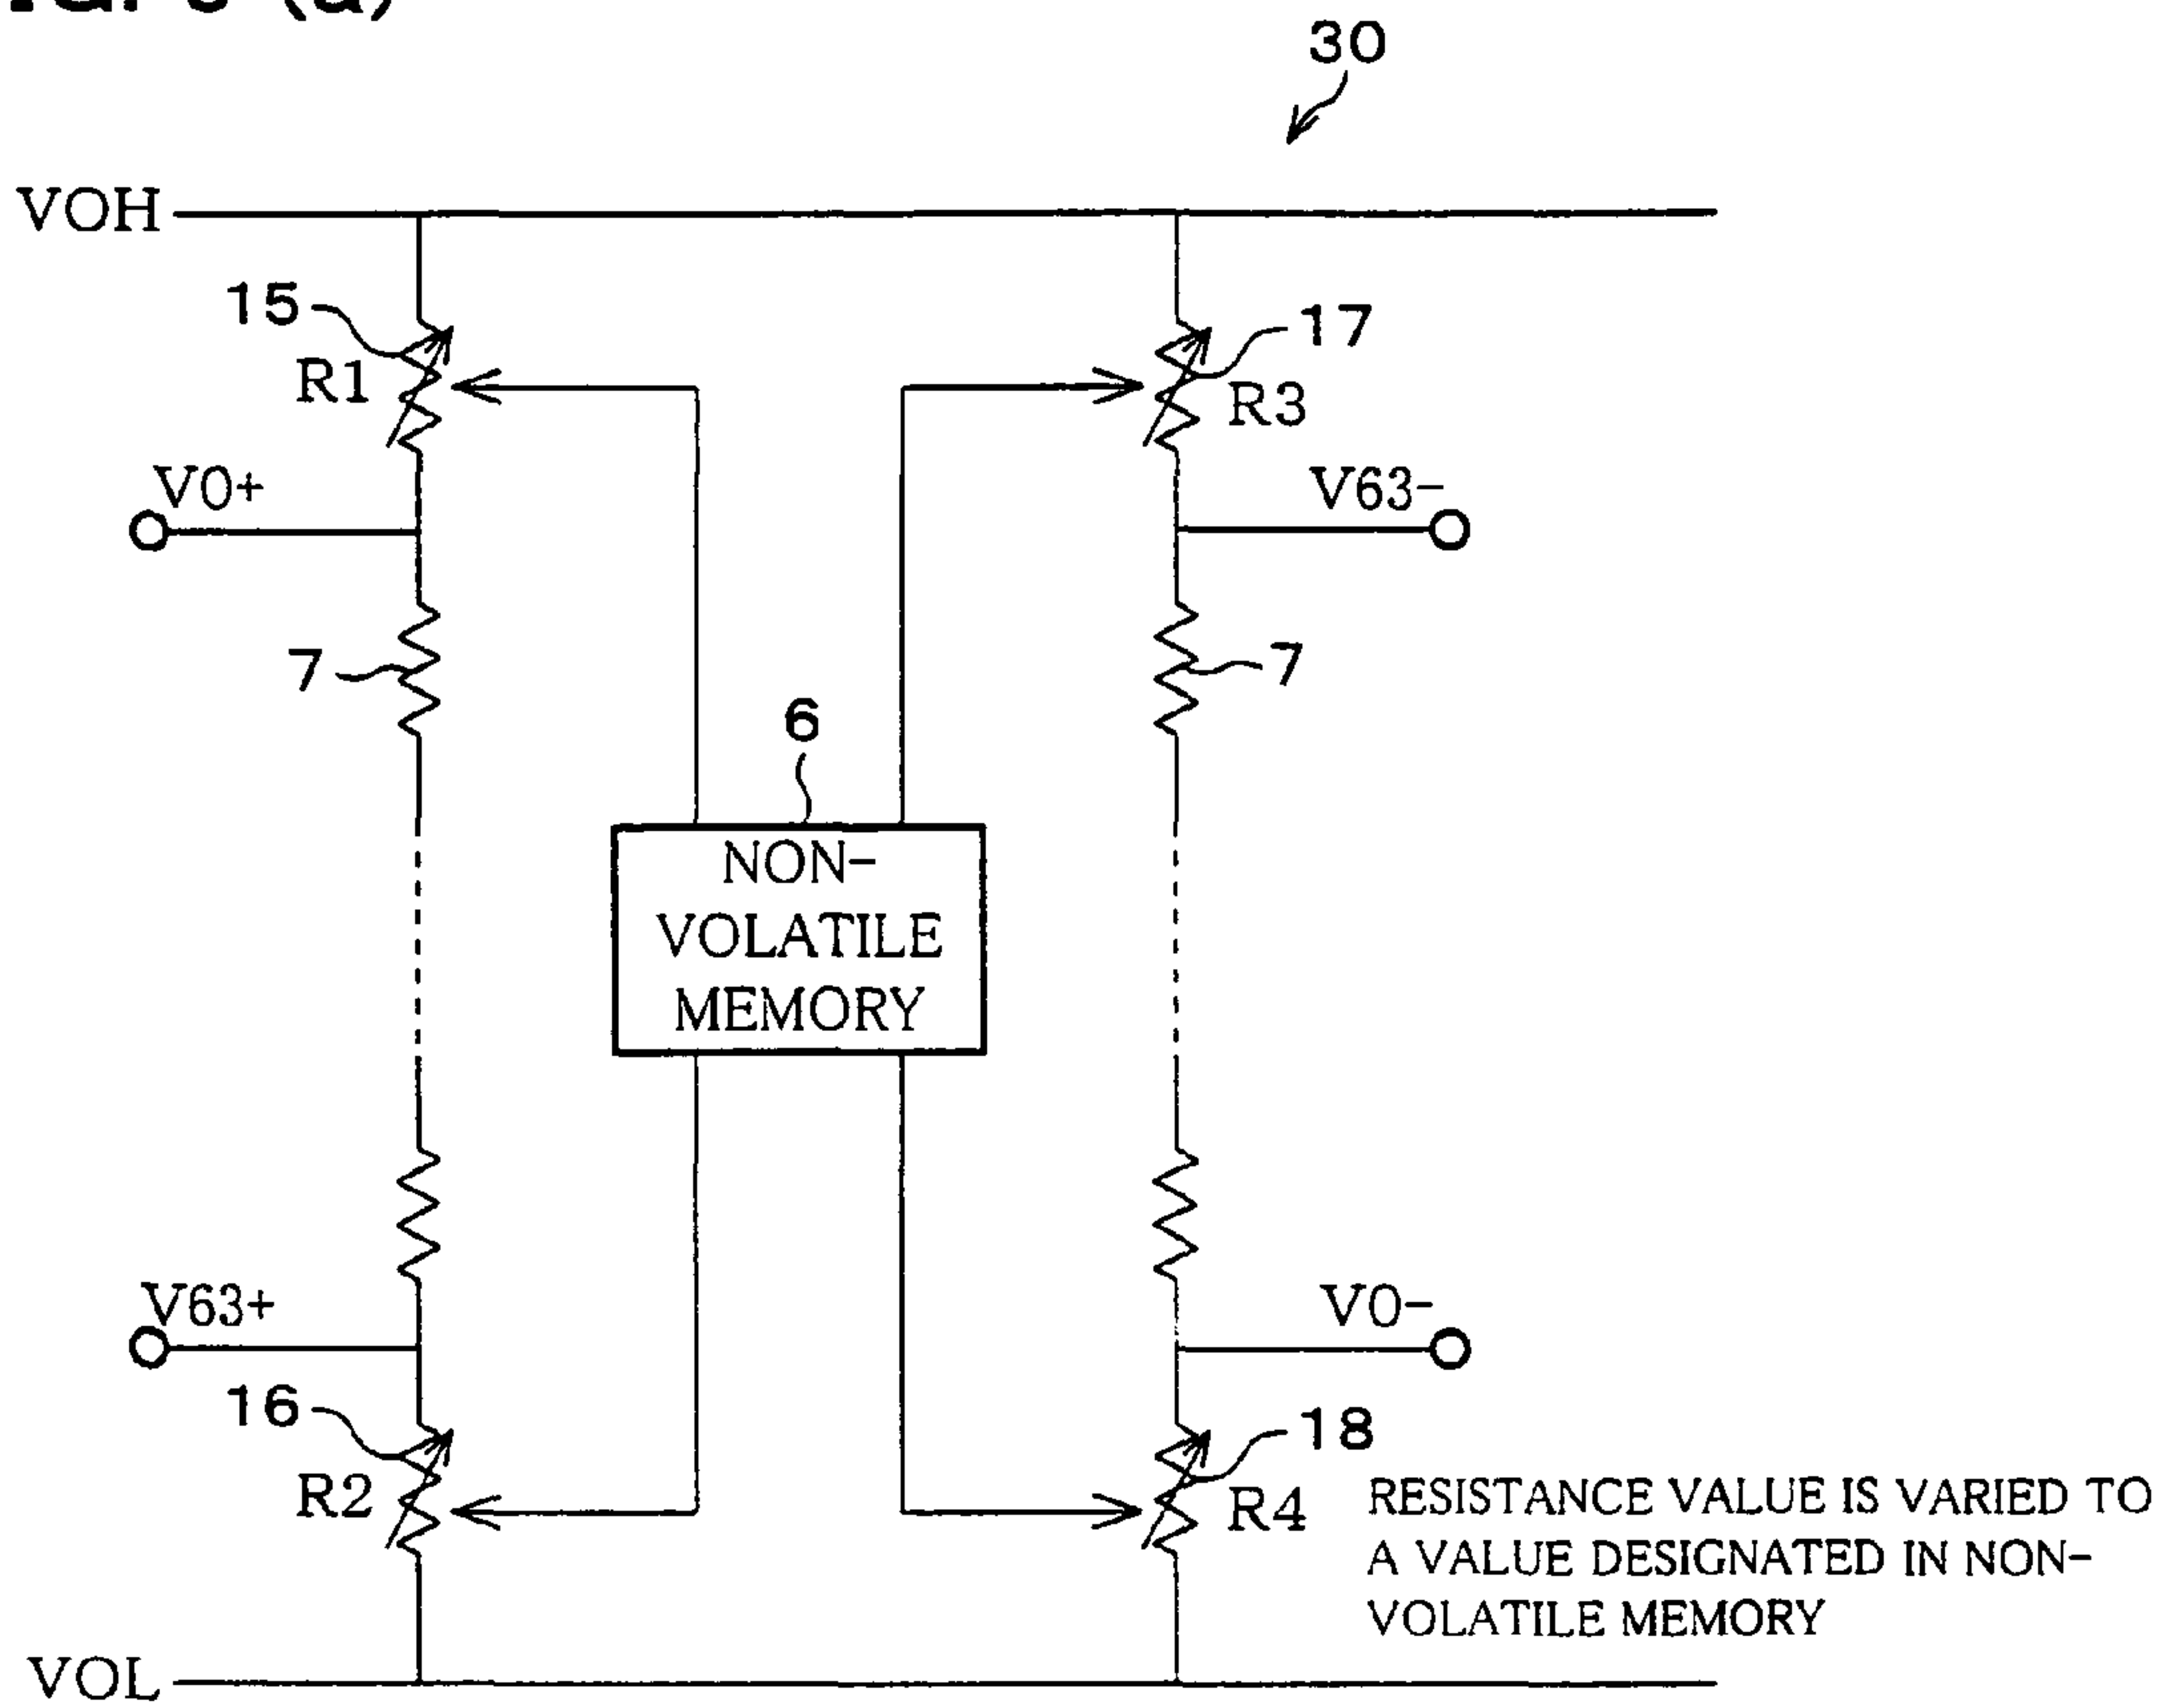 30
VOH
15
R1
17
R3
V0+
V63-
7
7
6
NON-
VOLATILE
MEMORY
V63+
V0-
16
R2
18
R4
RESISTANCE VALUE IS VARIED TO
A VALUE DESIGNATED IN NON-
VOLATILE MEMORY
VOL